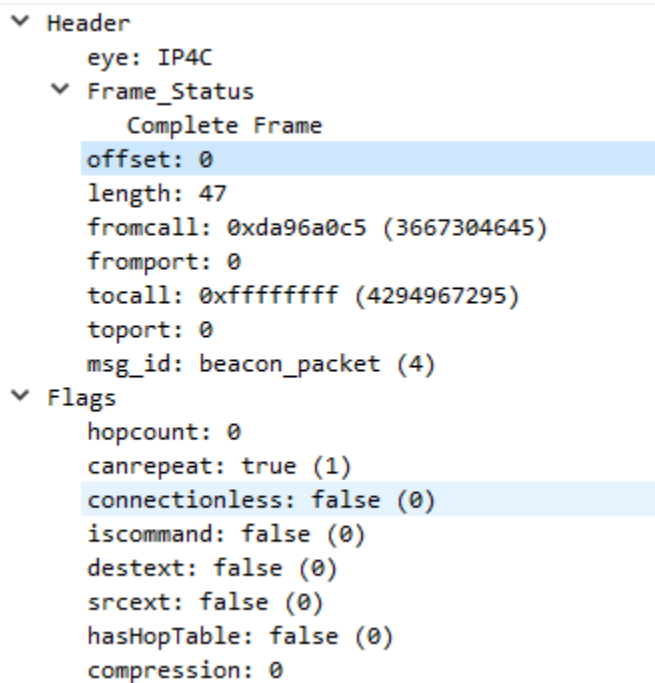 Header
eye: IP4C
Frame_Status
Complete Frame
offset: 0
length: 47
fromcall: 0xda96a0c5 (3667304645)
fromport: 0
tocall: 0xffffffff (4294967295)
toport: 0
msg_id: beacon_packet (4)
Flags
hopcount: 0
canrepeat: true (1)
connectionless: false (0)
iscommand: false (0)
destext: false (0)
srcext: false (0)
hasHopTable: false (0)
compression: 0